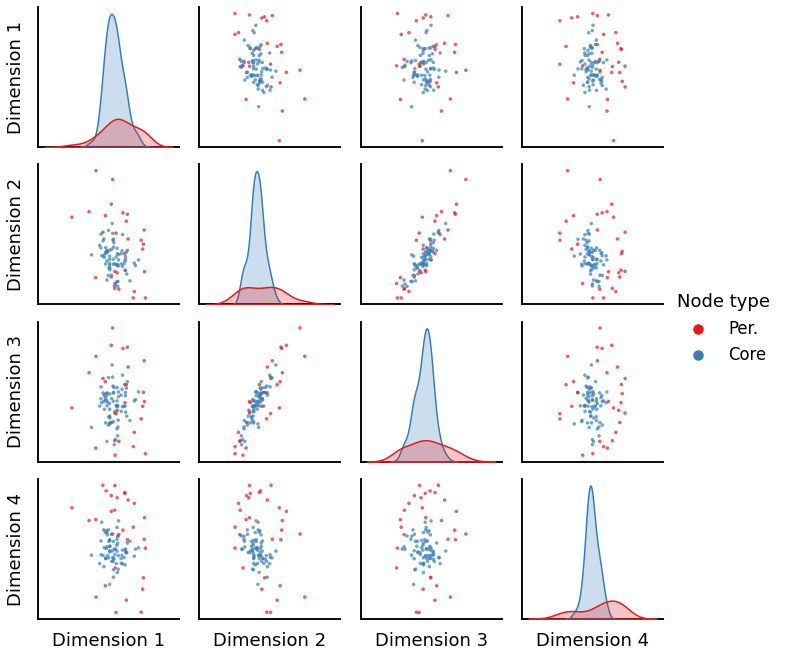 Dimension 1
Dimension 2
Dimension 3
Dimension 4
Node type
Per.
Core
Dimension 1
Dimension 2
Dimension 3
Dimension 4